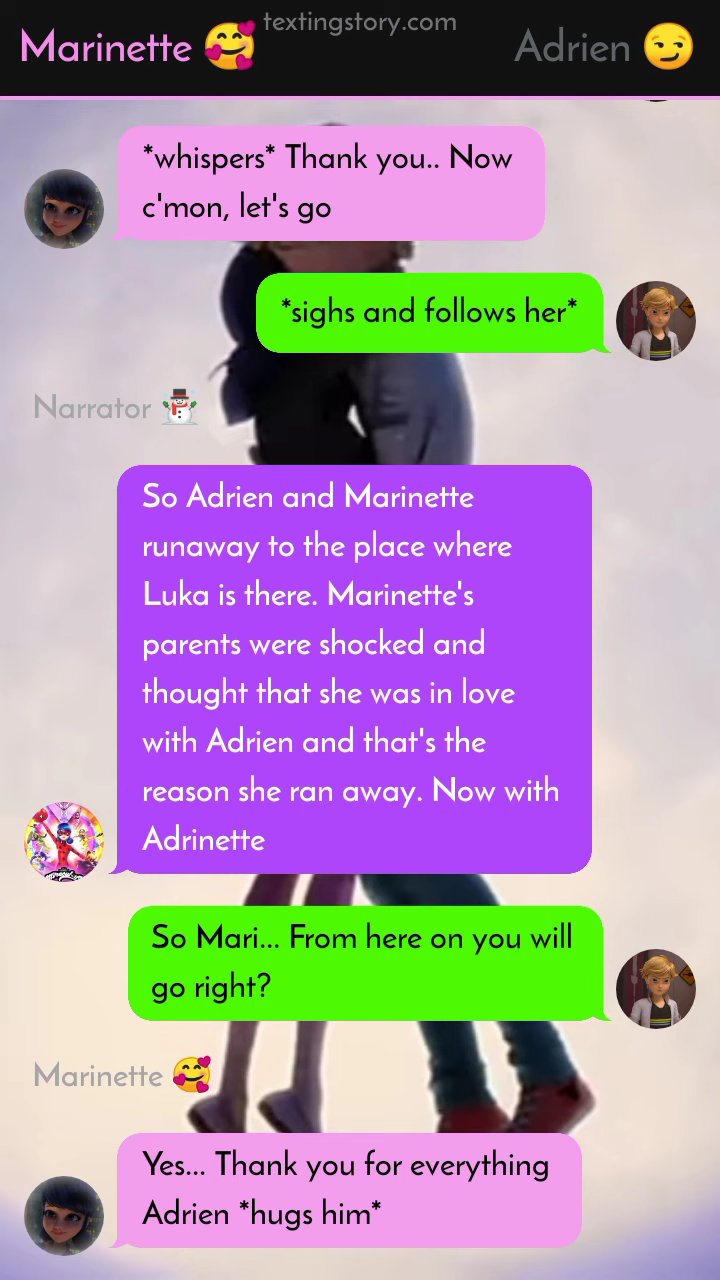 textingstory.com
Marinette 🥰 Adrien 😏
*whispers* Thank you.. Now
c'mon, let's go
*sighs and follows her*
Narrator ☃️
So Adrien and Marinette
runaway to the place where
Luka is there. Marinette's
parents were shocked and
thought that she was in love
with Adrien and that's the
reason she ran away. Now with
Adrinette
So Mari... From here on you will
go right?
Marinette 🥰
Yes... Thank you for everything
Adrien *hugs him*